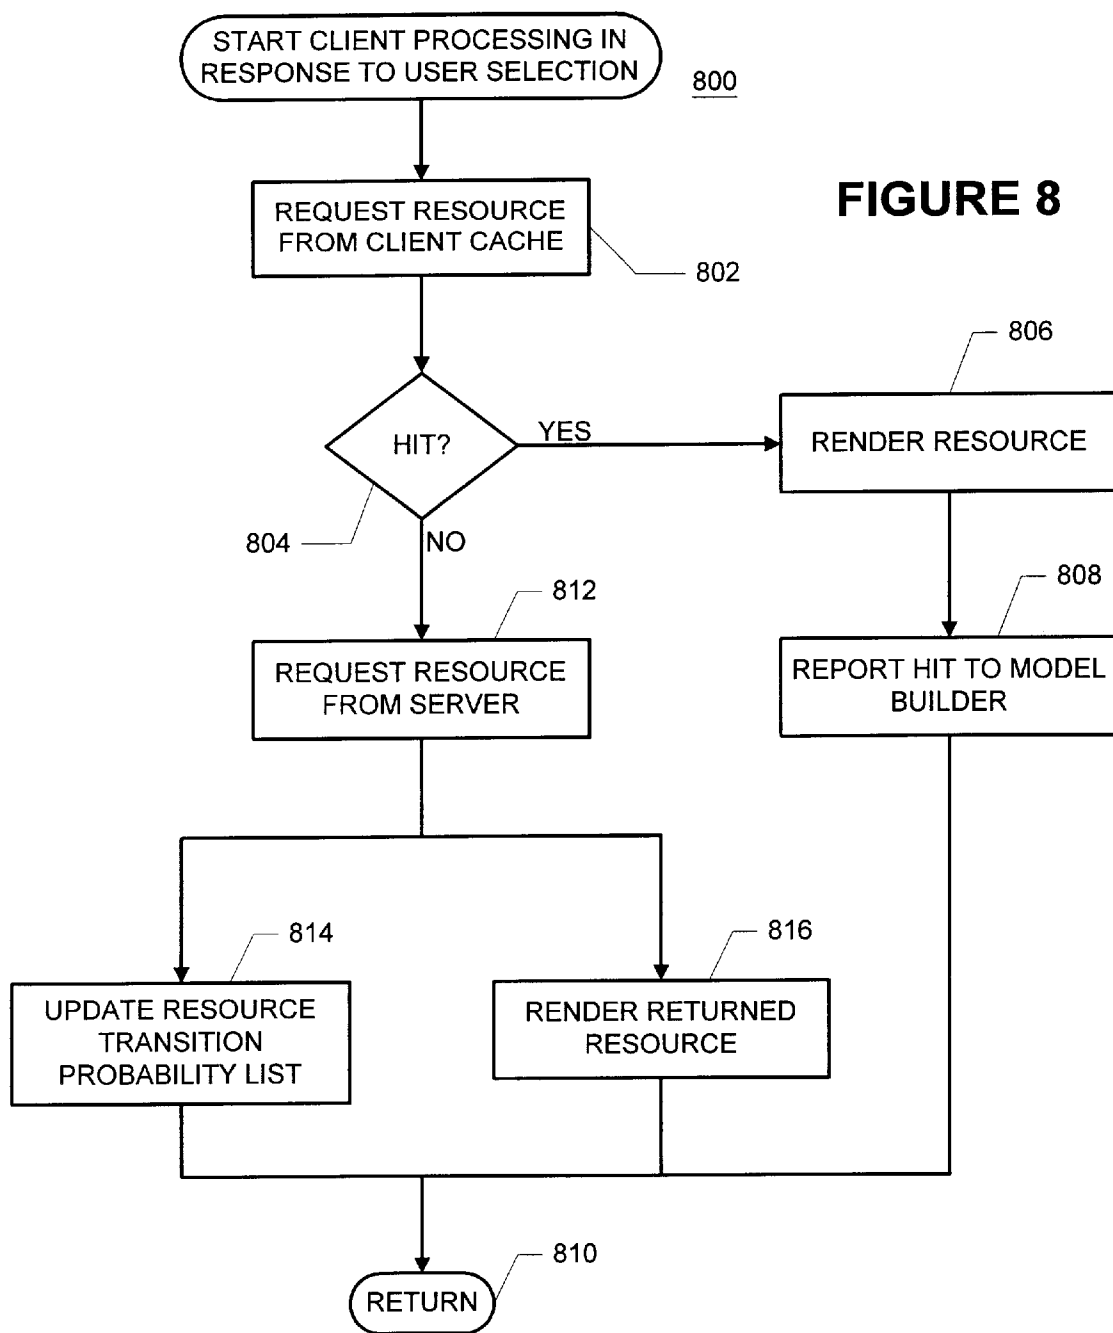 START CLIENT PROCESSING IN
RESPONSE TO USER SELECTION
800
FIGURE 8
REQUEST RESOURCE
FROM CLIENT CACHE
802
806
HIT?
YES
RENDER RESOURCE
804
NO
808
812
REQUEST RESOURCE
FROM SERVER
REPORT HIT TO MODEL
BUILDER
814
816
UPDATE RESOURCE
TRANSITION
PROBABILITY LIST
RENDER RETURNED
RESOURCE
810
RETURN